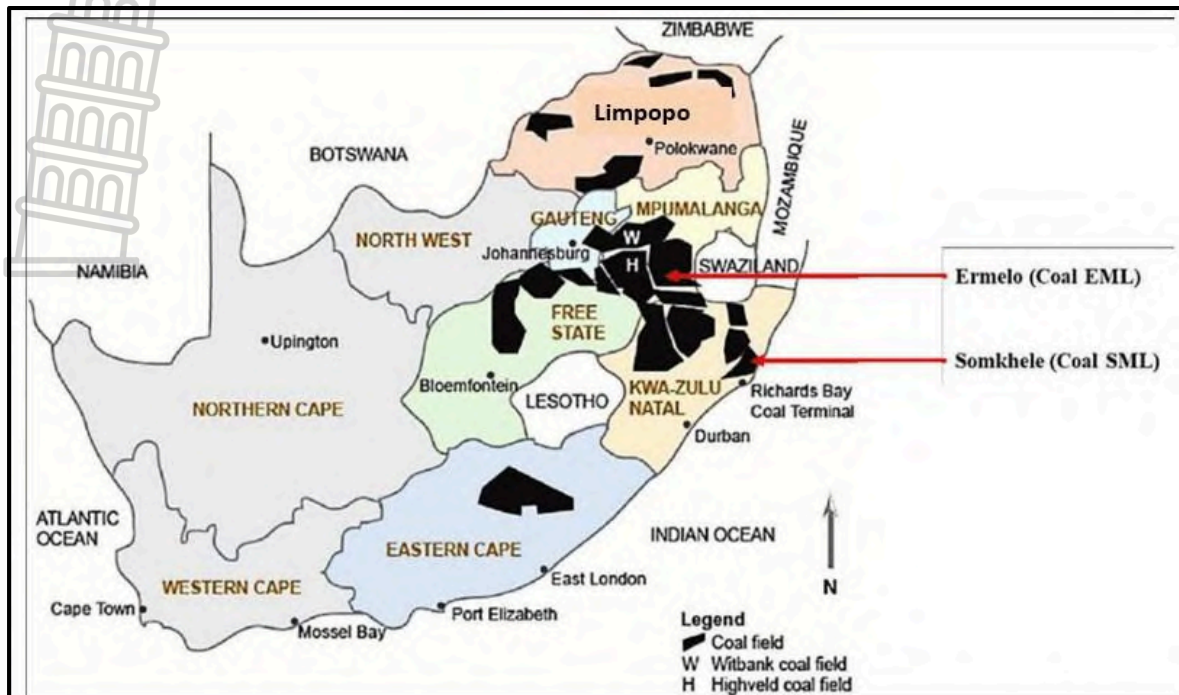 ZIMBABWE
Limpopo
Polokwane
BOTSWANA
MOZAMBIQUE
GAUTENG
MPUMALANGA
NORTH WEST
W
Johannesburg
H
SWAZILAND
NAMIBIA
Ermelo (Coal EML)
FREE
STATE
Upington
Somkhele (Coal SML)
Bloemfontein
LESOTHO
KWA-ZULU
NATAL
Richards Bay
Coal Terminal
NORTHERN CAPE
Durban
ATLANTIC
OCEAN
INDIAN OCEAN
EASTERN CAPE
WESTERN CAPE
East London
N
Cape Town
Port Elizabeth
Mossel Bay
Legend
Coal field
W Witbank coal field
H Highveld coal field